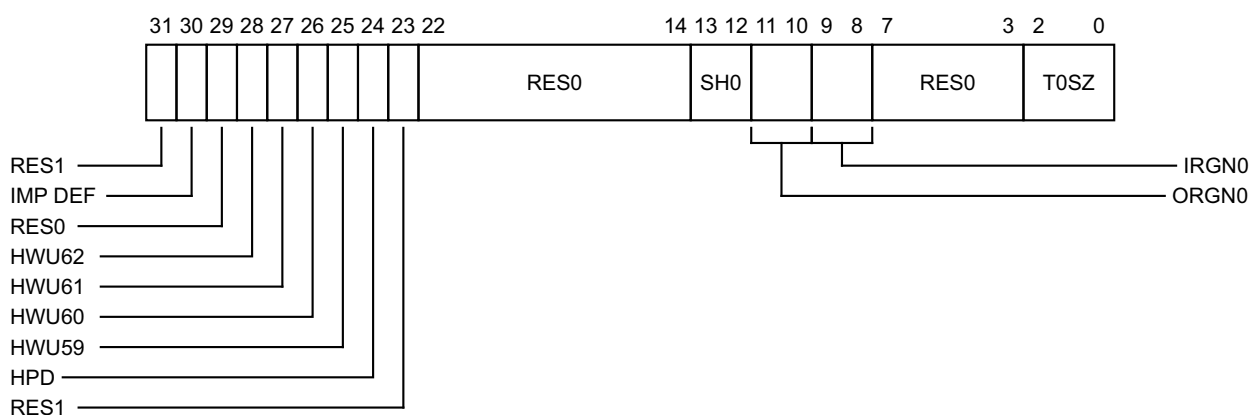 31 30 29 28 27 26 25 24 23 22 14 13 12 11 10 9 8 7 3 2 0
RES0 SH0 RES0 T0SZ
RES1 IRGN0
IMP DEF ORGN0
RES0
HWU62
HWU61
HWU60
HWU59
HPD
RES1